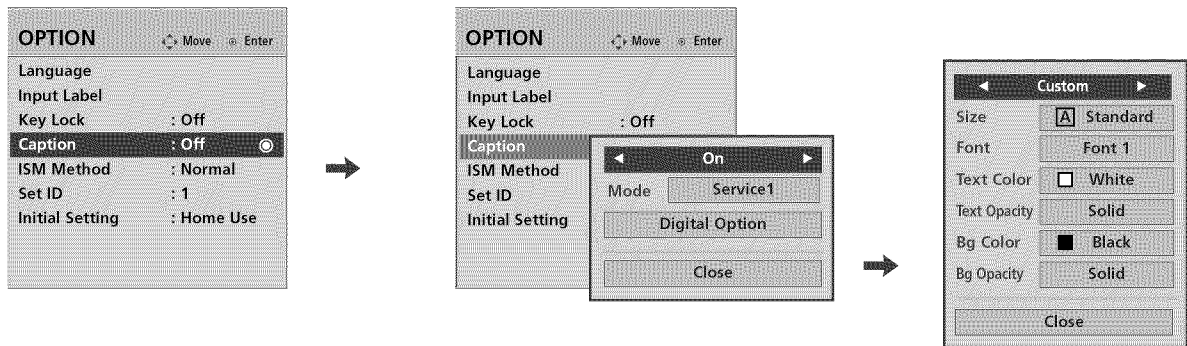 OPTION Move Enter
Language
Input Label
Key Lock : Off
Caption : Off
ISM Method : Normal
Set ID : 1
Initial Setting : Home Use
OPTION Move Enter
Language
Input Label
Key Lock : Off
Caption
ISM Method
Set ID
Initial Setting
On
Mode Service1
Digital Option
Close
Custom
Size A Standard
Font Font 1
Text Color White
Text Opacity Solid
Bg Color Black
Bg Opacity Solid
Close